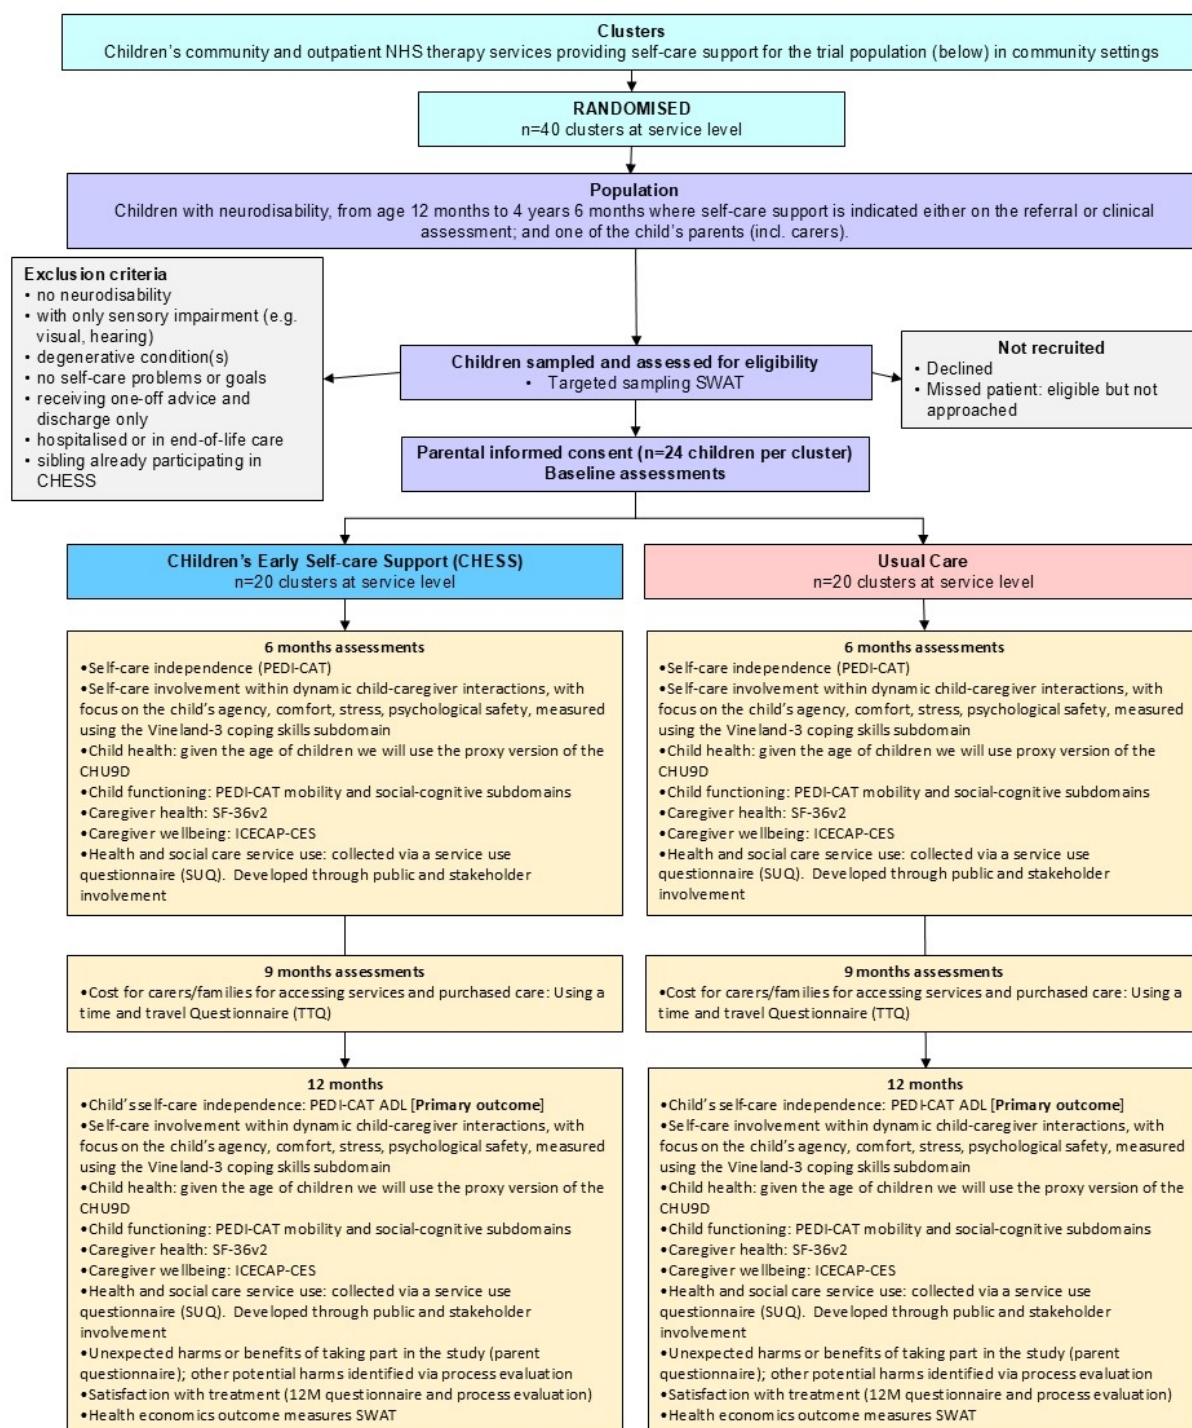 Clusters
Children's community and outpatient NHS therapy services providing self-care support for the trial population (below) in community settings
RANDOMISED
n=40 clusters at service level
Population
Children with neurodisability, from age 12 months to 4 years 6 months where self-care support is indicated either on the referral or clinical
assessment; and one of the child's parents (incl. carers).
Exclusion criteria
• no neurodisability
• with only sensory impairment (e.g.
visual, hearing)
• degenerative condition(s)
• no self-care problems or goals
• receiving one-off advice and
discharge only
• hospitalised or in end-of-life care
• sibling already participating in
CHESS
Children sampled and assessed for eligibility
• Targeted sampling SWAT
Not recruited
• Declined
• Missed patient: eligible but not
approached
Parental informed consent (n=24 children per cluster)
Baseline assessments
CHildren's Early Self-care Support (CHESS)
n=20 clusters at service level
Usual Care
n=20 clusters at service level
6 months assessments
•Self-care independence (PEDI-CAT)
•Self-care involvement within dynamic child-caregiver interactions, with
focus on the child's agency, comfort, stress, psychological safety, measured
using the Vineland-3 coping skills subdomain
•Child health: given the age of children we will use the proxy version of the
CHU9D
•Child functioning: PEDI-CAT mobility and social-cognitive subdomains
•Caregiver health: SF-36v2
•Caregiver wellbeing: ICECAP-CES
•Health and social care service use: collected via a service use
questionnaire (SUQ). Developed through public and stakeholder
involvement
6 months assessments
•Self-care independence (PEDI-CAT)
•Self-care involvement within dynamic child-caregiver interactions, with
focus on the child's agency, comfort, stress, psychological safety, measured
using the Vineland-3 coping skills subdomain
•Child health: given the age of children we will use the proxy version of the
CHU9D
•Child functioning: PEDI-CAT mobility and social-cognitive subdomains
•Caregiver health: SF-36v2
•Caregiver wellbeing: ICECAP-CES
•Health and social care service use: collected via a service use
questionnaire (SUQ). Developed through public and stakeholder
involvement
9 months assessments
•Cost for carers/families for accessing services and purchased care: Using a
time and travel Questionnaire (TTQ)
9 months assessments
•Cost for carers/families for accessing services and purchased care: Using a
time and travel Questionnaire (TTQ)
12 months
•Child's self-care independence: PEDI-CAT ADL [Primary outcome]
•Self-care involvement within dynamic child-caregiver interactions, with
focus on the child's agency, comfort, stress, psychological safety, measured
using the Vineland-3 coping skills subdomain
•Child health: given the age of children we will use the proxy version of the
CHU9D
•Child functioning: PEDI-CAT mobility and social-cognitive subdomains
•Caregiver health: SF-36v2
•Caregiver wellbeing: ICECAP-CES
•Health and social care service use: collected via a service use
questionnaire (SUQ). Developed through public and stakeholder
involvement
•Unexpected harms or benefits of taking part in the study (parent
questionnaire); other potential harms identified via process evaluation
•Satisfaction with treatment (12M questionnaire and process evaluation)
•Health economics outcome measures SWAT
12 months
•Child's self-care independence: PEDI-CAT ADL [Primary outcome]
•Self-care involvement within dynamic child-caregiver interactions, with
focus on the child's agency, comfort, stress, psychological safety, measured
using the Vineland-3 coping skills subdomain
•Child health: given the age of children we will use the proxy version of the
CHU9D
•Child functioning: PEDI-CAT mobility and social-cognitive subdomains
•Caregiver health: SF-36v2
•Caregiver wellbeing: ICECAP-CES
•Health and social care service use: collected via a service use
questionnaire (SUQ). Developed through public and stakeholder
involvement
•Unexpected harms or benefits of taking part in the study (parent
questionnaire); other potential harms identified via process evaluation
•Satisfaction with treatment (12M questionnaire and process evaluation)
•Health economics outcome measures SWAT